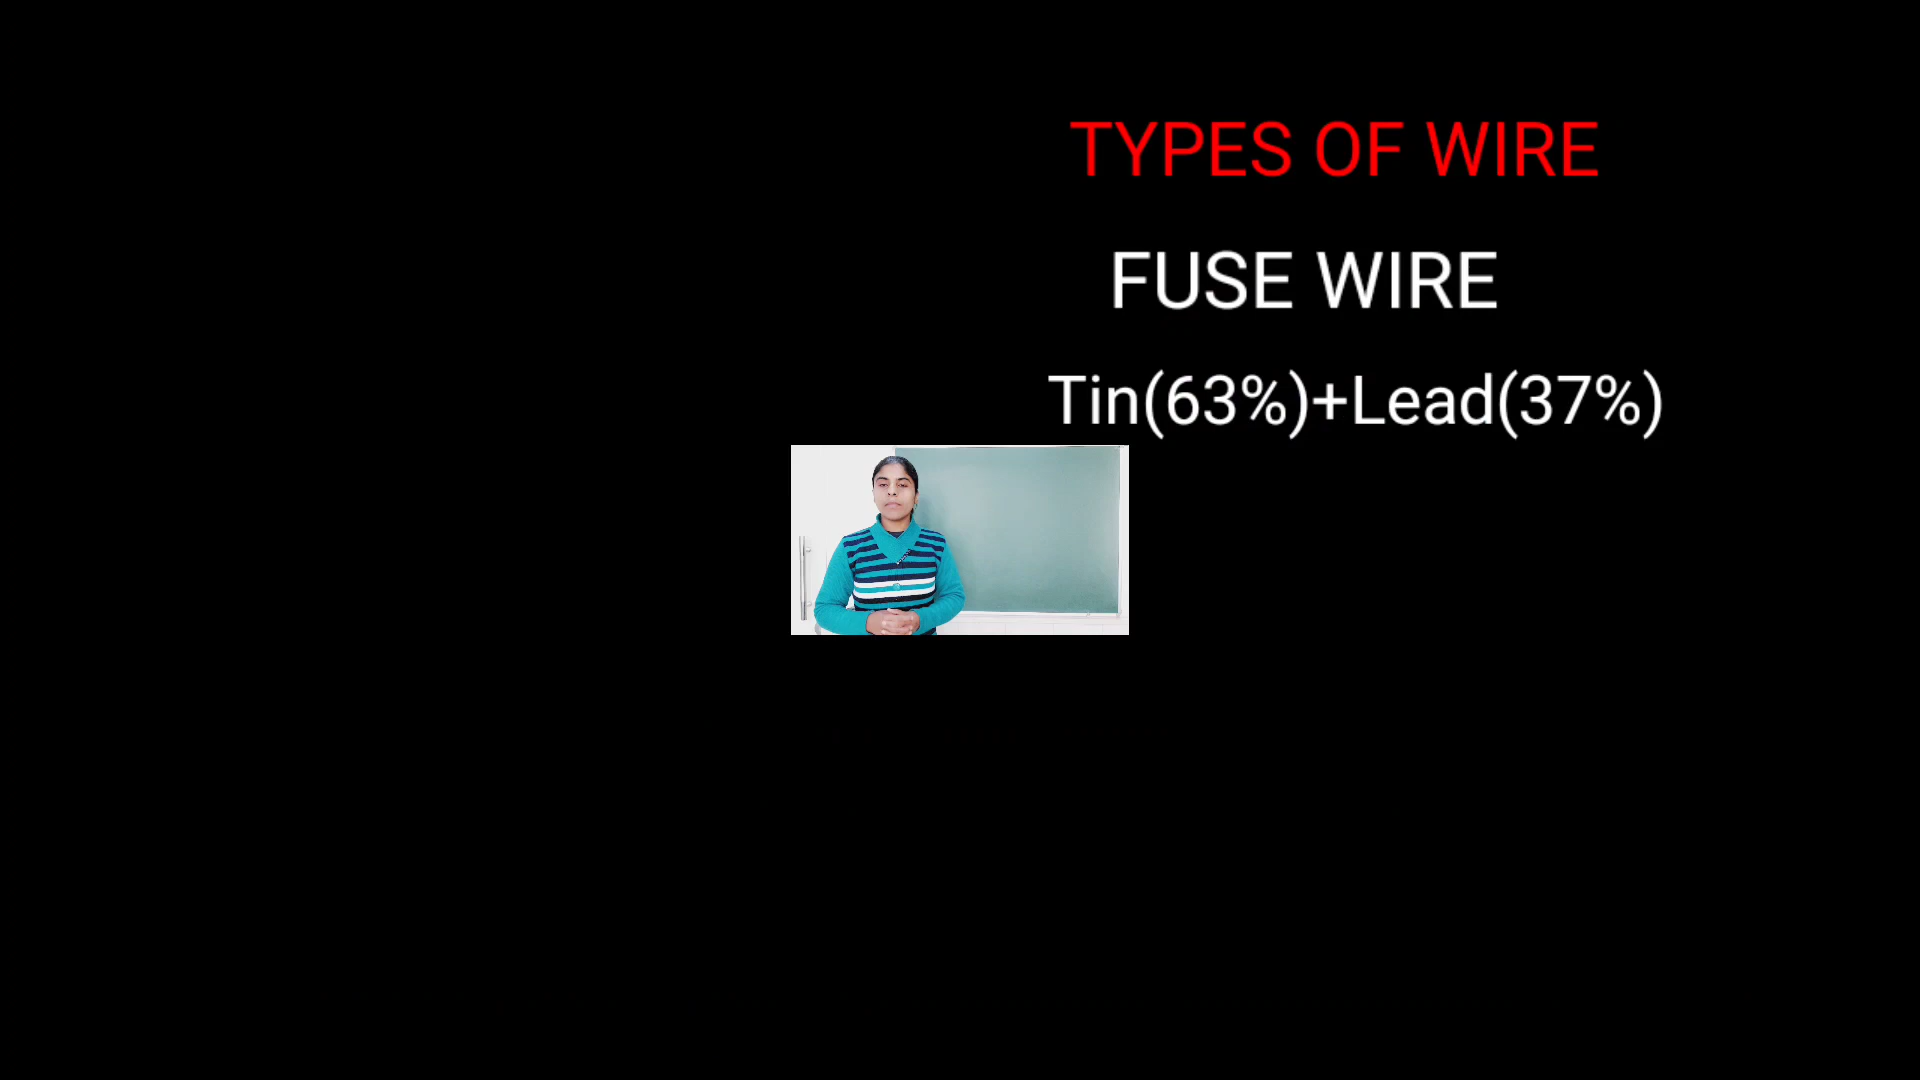 TYPES OF WIRE
FUSE WIRE
Tin(63%)+Lead(37%)